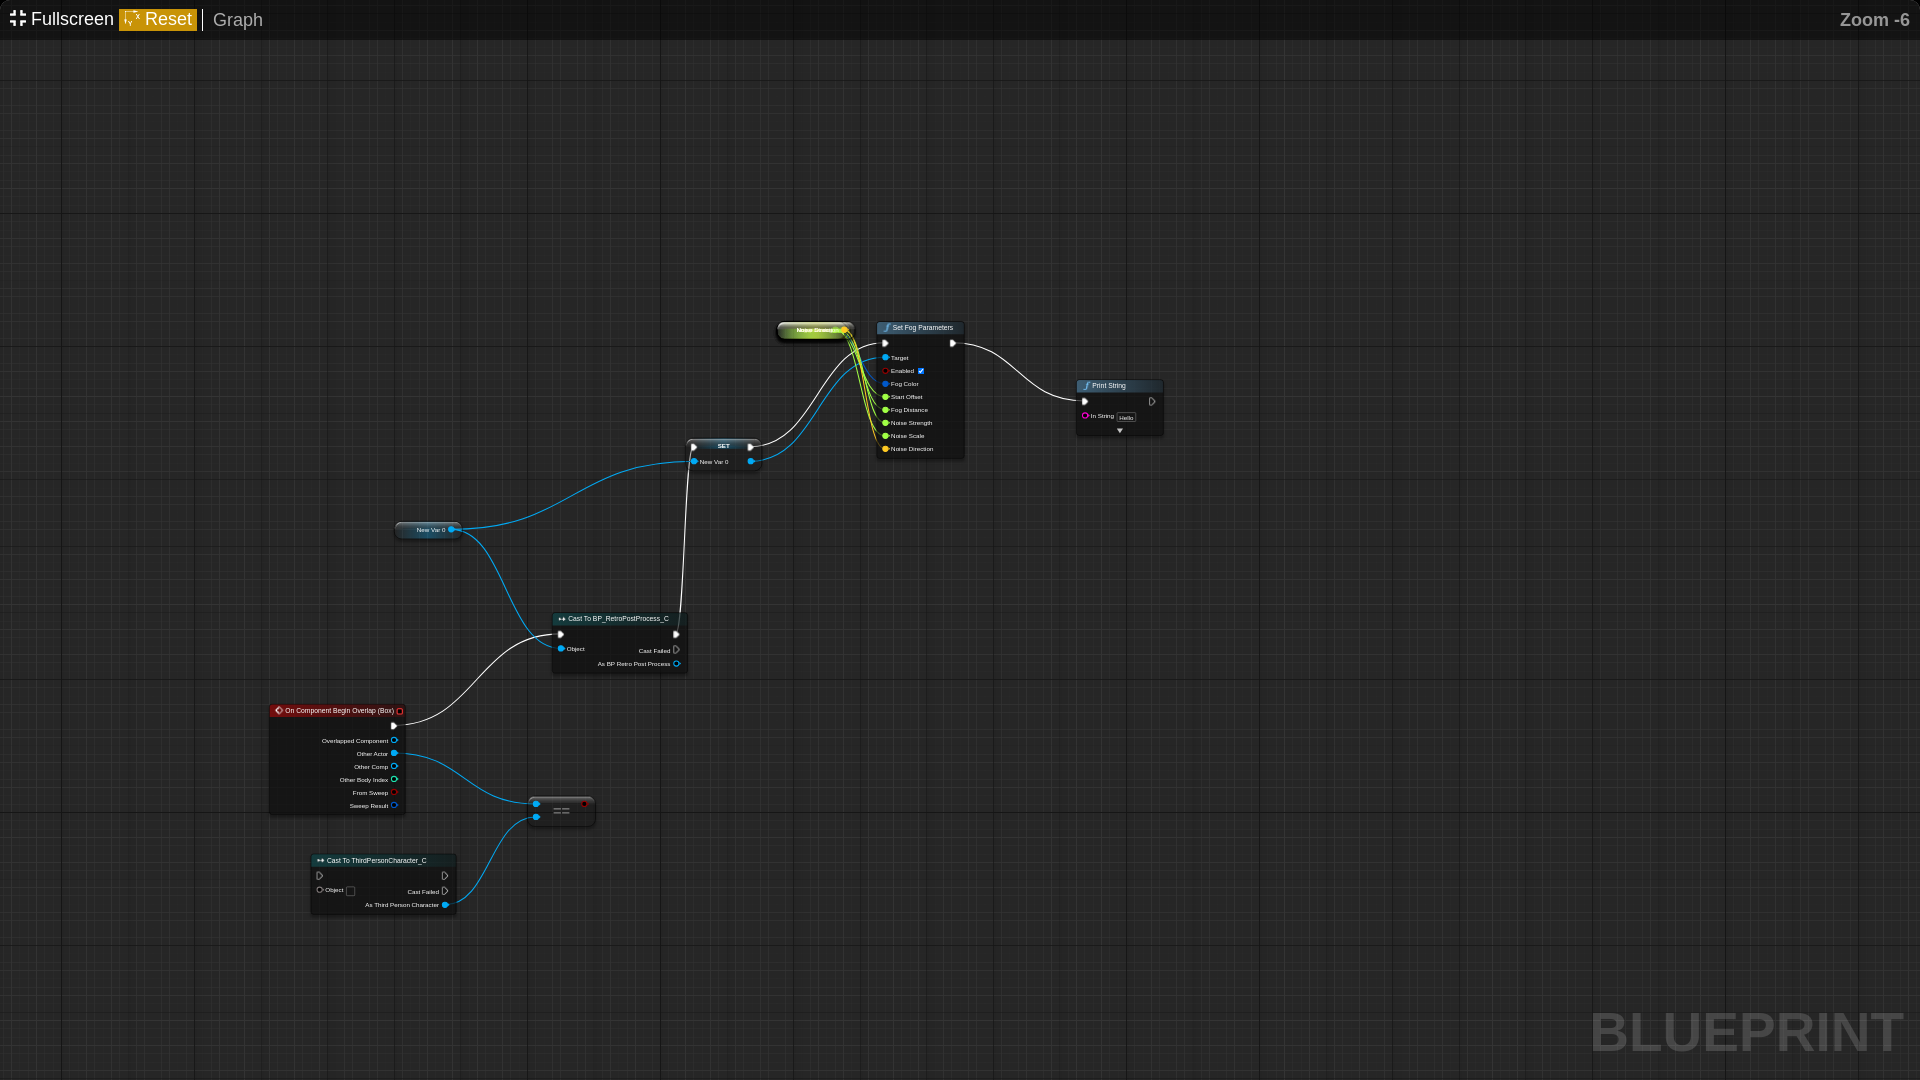 Fullscreen Reset Graph Zoom -6
Set Fog Parameters
Target
Enabled
Fog Color
Start Offset
Fog Distance
Noise Strength
Noise Scale
Noise Direction
Print String
In String Hello
SET
New Var 0
New Var 0
Cast To BP_RetroPostProcess_C
Object
Cast Failed
As BP Retro Post Process
On Component Begin Overlap (Box)
Overlapped Component
Other Actor
Other Comp
Other Body Index
From Sweep
Sweep Result
==
Cast To ThirdPersonCharacter_C
Object
Cast Failed
As Third Person Character
BLUEPRINT